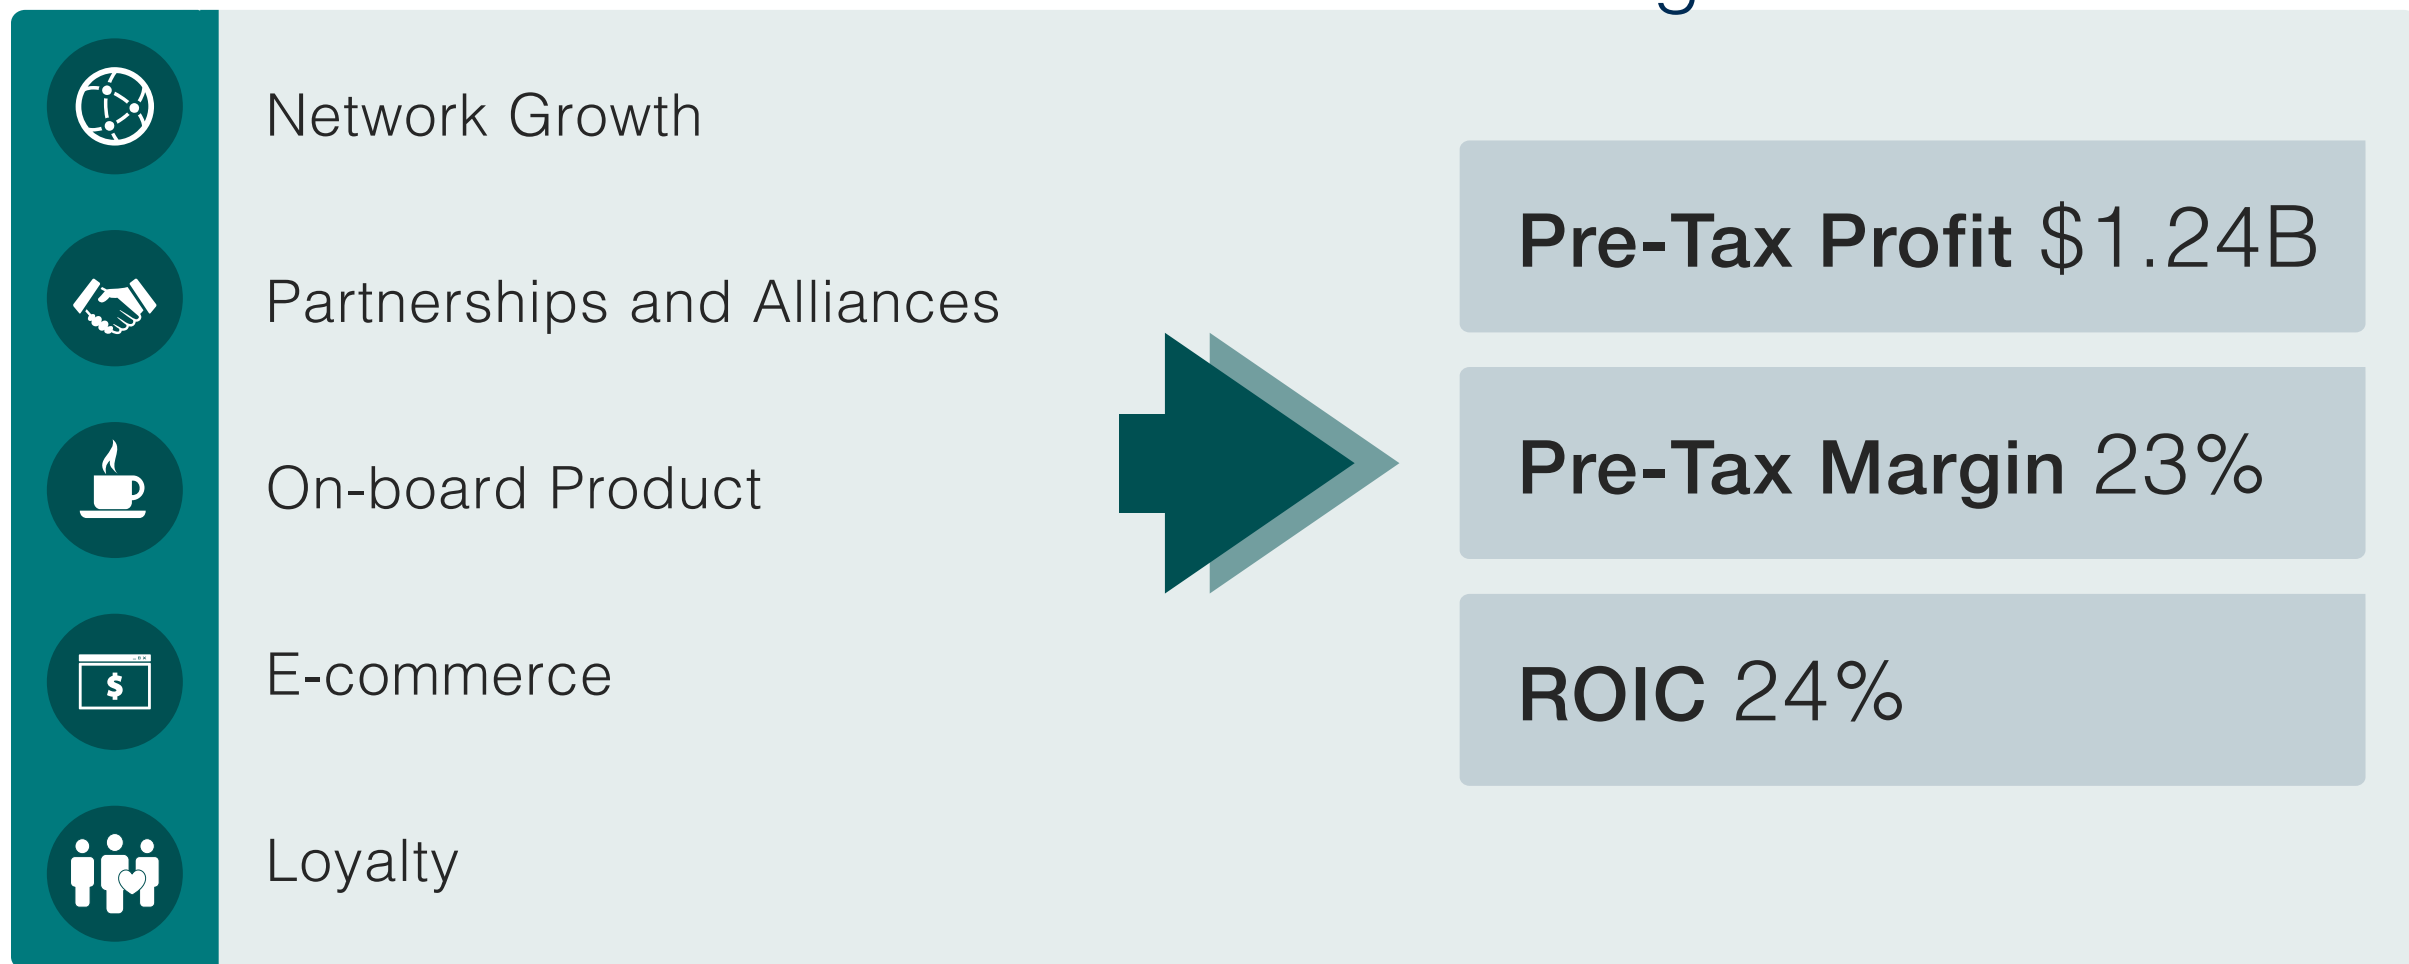 Network Growth
Partnerships and Alliances
On-board Product
$
E-commerce
Loyalty
Pre-Tax Profit $1.24B
Pre-Tax Margin 23%
ROIC 24%